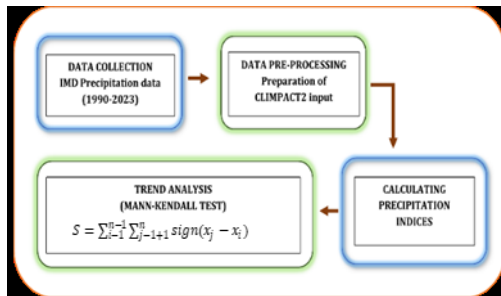 DATA COLLECTION
IMD Precipitation data
(1990-2023)
DATA PRE-PROCESSING
Preparation of
CLIMPACT2 input
CALCULATING
PRECIPITATION
INDICES
TREND ANALYSIS
(MANN-KENDALL TEST)
S = ∑_{i-1}^{n-1} ∑_{j-1+1}^{n} sign(x_j − x_i)